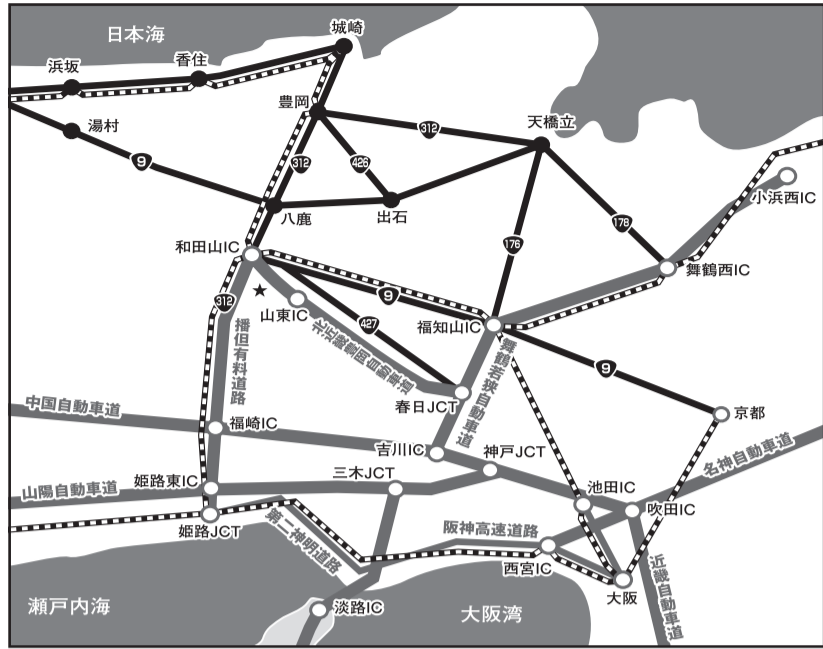 日本海
城崎
香住
浜坂
豊岡
湯村
312
天橋立
9
312
426
小浜西IC
八鹿
出石
178
和田山IC
176
舞鶴西IC
★
山東IC
9
312
427
福知山IC
播但有料道路
北近畿豊岡自動車道
舞鶴若狭自動車道
9
春日JCT
中国自動車道
福崎IC
京都
吉川IC
神戸JCT
名神自動車道
山陽自動車道
姫路東IC
三木JCT
池田IC
吹田IC
姫路JCT
第二神明道路
阪神高速道路
西宮IC
近畿自動車道
大阪
瀬戸内海
淡路IC
大阪湾